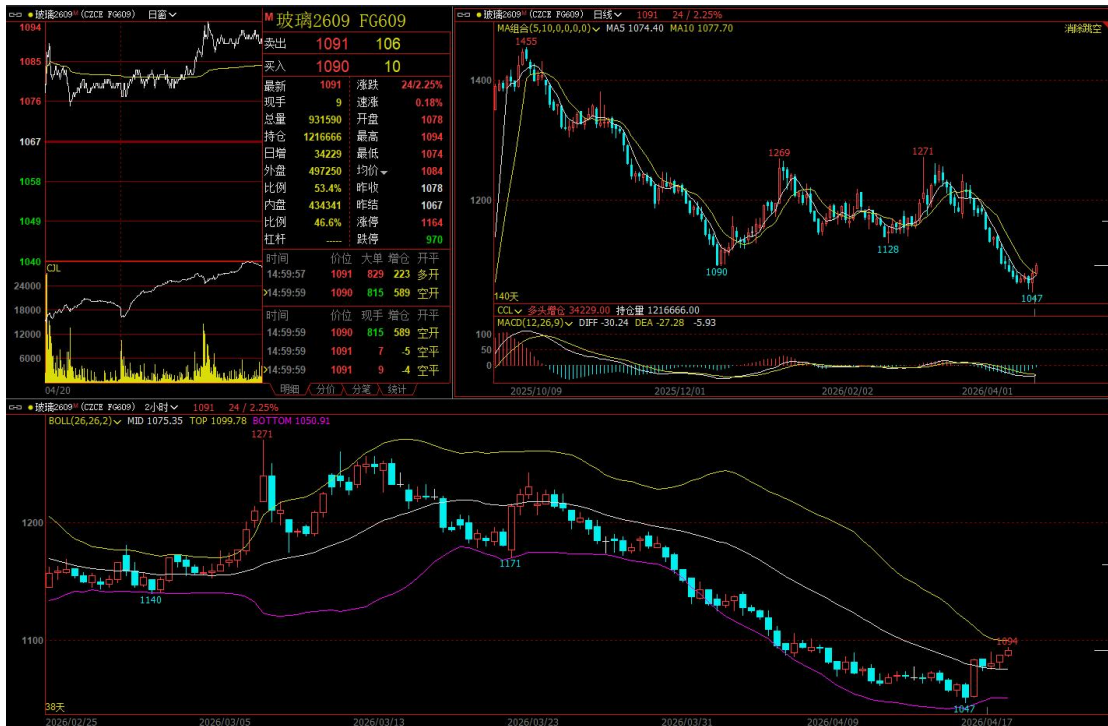 玻璃2609 M (CZCE FG609) 日窗
1094
1085
1076
1067
1058
1049
1040
CJL
24000
18000
12000
6000
04/20
M 玻璃2609 FG609
卖出 1091 106
买入 1090 10
最新 1091 涨跌 24/2.25%
现手 9 速涨 0.18%
总量 931590 开盘 1078
持仓 1216666 最高 1094
日增 34229 最低 1074
外盘 497250 均价 1084
比例 53.4% 昨收 1078
内盘 434341 昨结 1067
比例 46.6% 涨停 1164
杠杆 ----- 跌停 970
时间 价位 大单 增仓 开平
14:59:57 1091 829 223 多开
14:59:59 1090 815 589 空开
时间 价位 现手 增仓 开平
14:59:59 1090 815 589 空开
14:59:59 1091 7 -5 空平
14:59:59 1091 9 -4 空平
明细 分价 分笔 统计
玻璃2609 M (CZCE FG609) 日线 1091 24 / 2.25%
MA组合(5,10,0,0,0,0) MA5 1074.40 MA10 1077.70
消除跳空
1455
1400
1269
1271
1200
1128
1090
1047
140天
CCL 多头增仓 34229.00 持仓量 1216666.00
MACD(12,26,9) DIFF -30.24 DEA -27.28 -5.93
100
50
0
2025/10/09 2025/12/01 2026/02/02 2026/04/01
玻璃2609 M (CZCE FG609) 2小时 1091 24 / 2.25%
BOLL(26,26,2) MID 1075.35 TOP 1099.78 BOTTOM 1050.91
1271
1200
1171
1140
1100
1094
1047
38天
2026/02/25 2026/03/05 2026/03/13 2026/03/23 2026/03/31 2026/04/09 2026/04/17